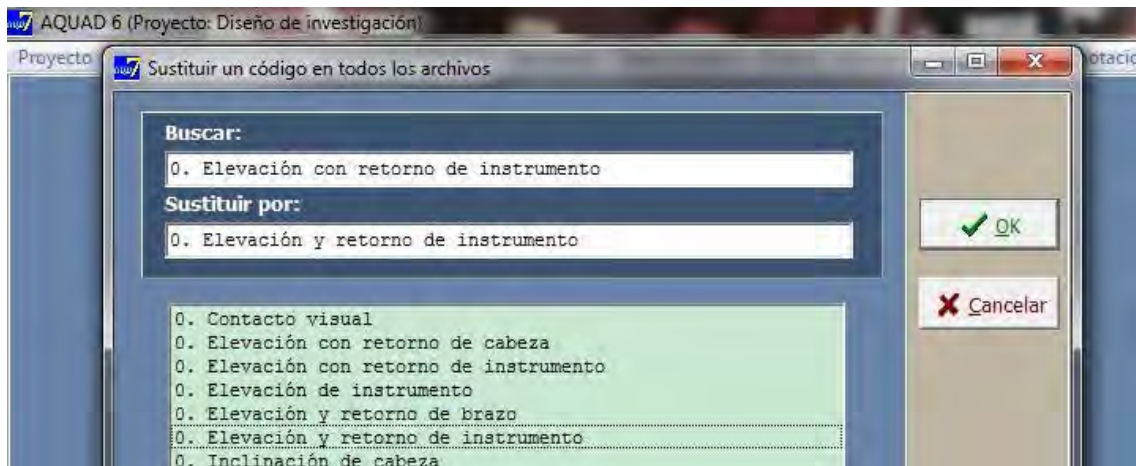 AQUAD 6 (Proyecto: Diseño de investigación)
Proyecto
otacio
Sustituir un código en todos los archivos
Buscar:
0. Elevación con retorno de instrumento
Sustituir por:
0. Elevación y retorno de instrumento
OK
Cancelar
0. Contacto visual
0. Elevación con retorno de cabeza
0. Elevación con retorno de instrumento
0. Elevación de instrumento
0. Elevación y retorno de brazo
0. Elevación y retorno de instrumento
0. Inclinación de cabeza